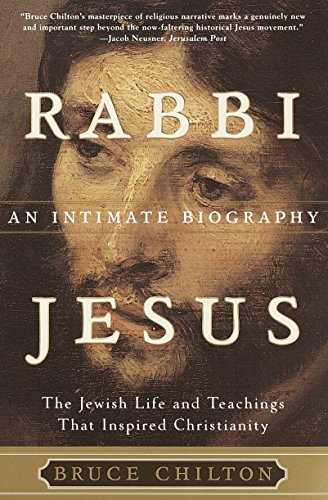 “Bruce Chilton's masterpiece of religious narrative marks a genuinely new
and important step beyond the now-faltering historical Jesus movement.”
—Jacob Neusner, Jerusalem Post
RABBI
AN INTIMATE BIOGRAPHY
JESUS
The Jewish Life and Teachings
That Inspired Christianity
BRUCE CHILTON